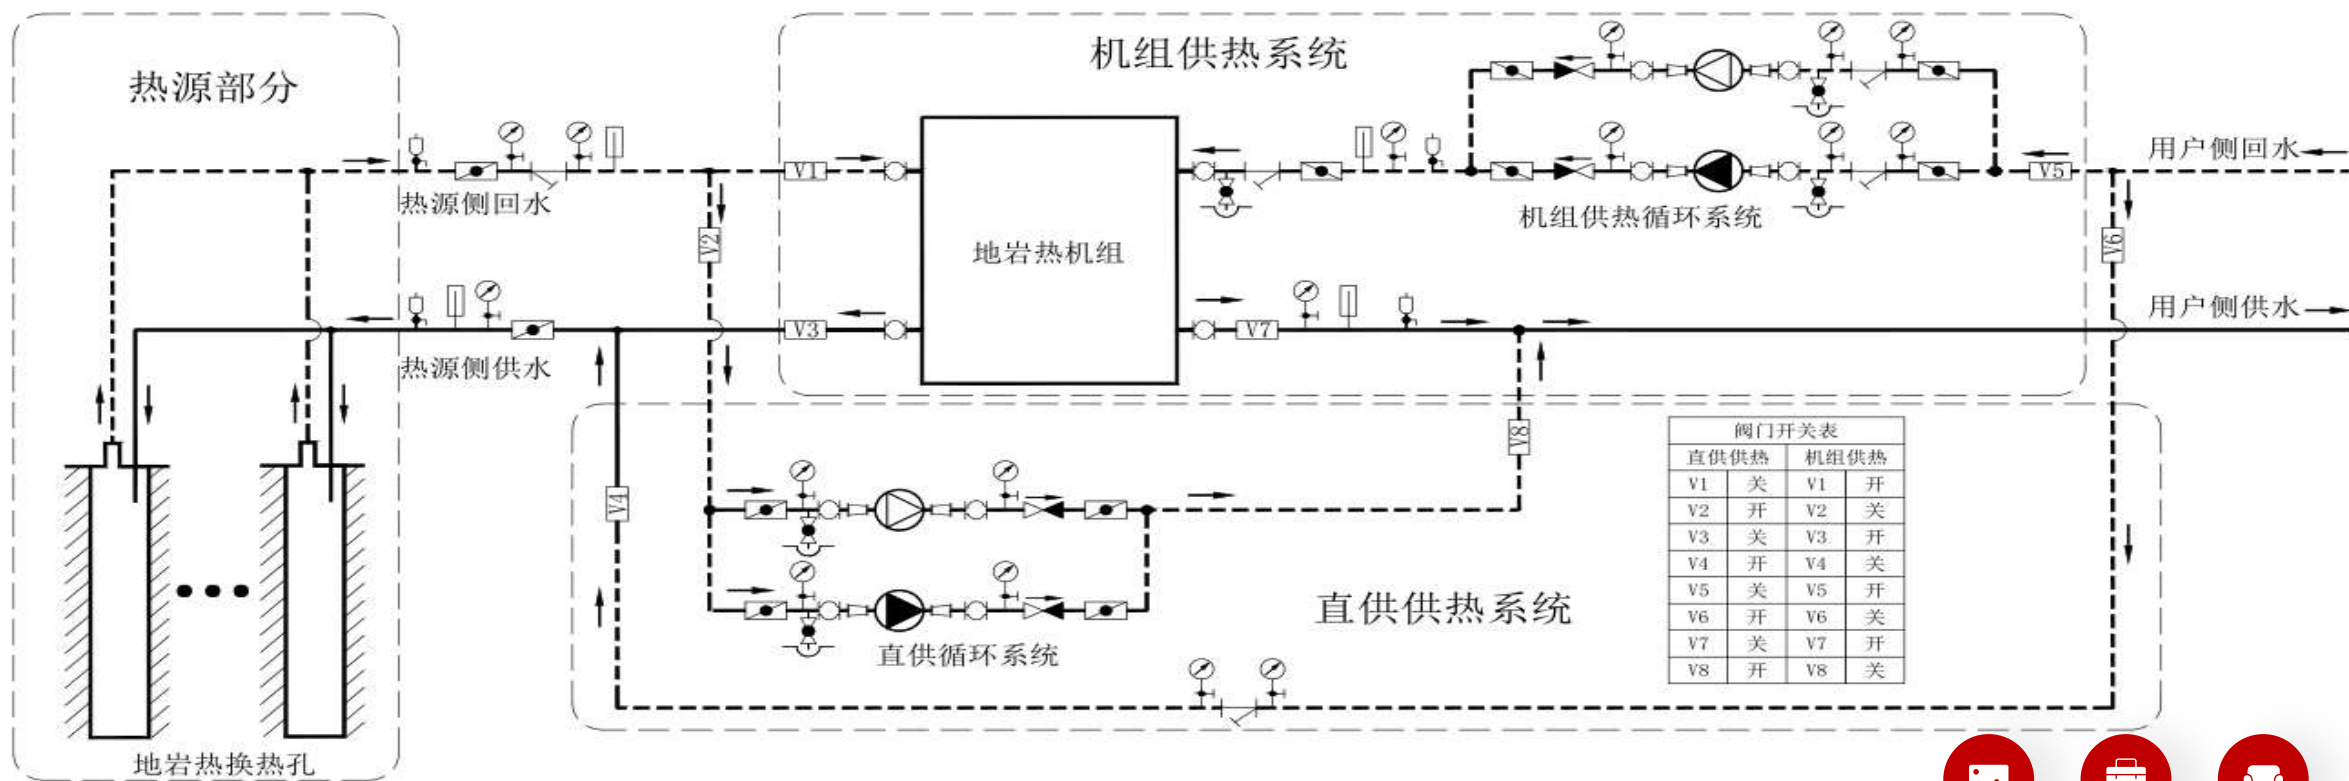 热源部分
机组供热系统
用户侧回水
V1
V5
热源侧回水
机组供热循环系统
V2
V6
地岩热机组
用户侧供水
V3
V7
热源侧供水
阀门开关表
直供供热 机组供热
V1 关 V1 开
V2 开 V2 关
V3 关 V3 开
V4 开 V4 关
V5 关 V5 开
V6 开 V6 关
V7 关 V7 开
V8 开 V8 关
V8
V4
直供供热系统
直供循环系统
地岩热换热孔